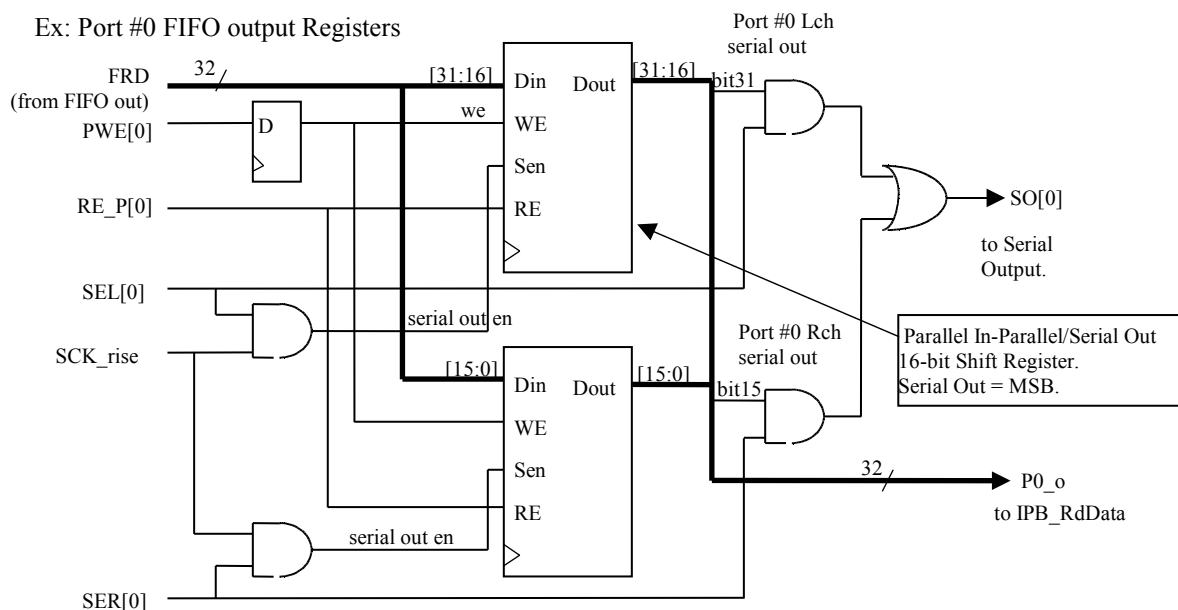 Ex: Port #0 FIFO output Registers
Port #0 Lch
serial out
FRD
32
(from FIFO out)
[31:16]
Din
Dout
[31:16]
bit31
PWE[0]
D
we
WE
Sen
RE_P[0]
RE
SO[0]
to Serial
Output.
SEL[0]
serial out en
SCK_rise
Port #0 Rch
serial out
Parallel In-Parallel/Serial Out
16-bit Shift Register.
Serial Out = MSB.
[15:0]
Din
Dout
[15:0]
bit15
WE
Sen
32
P0_o
to IPB_RdData
RE
serial out en
SER[0]